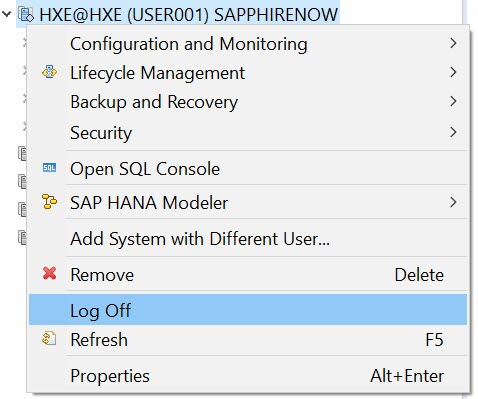 HXE@HXE (USER001) SAPPHIRENOW
Configuration and Monitoring
Lifecycle Management
Backup and Recovery
Security
SQL Open SQL Console
SAP HANA Modeler
Add System with Different User...
Remove Delete
Log Off
Refresh F5
Properties Alt+Enter